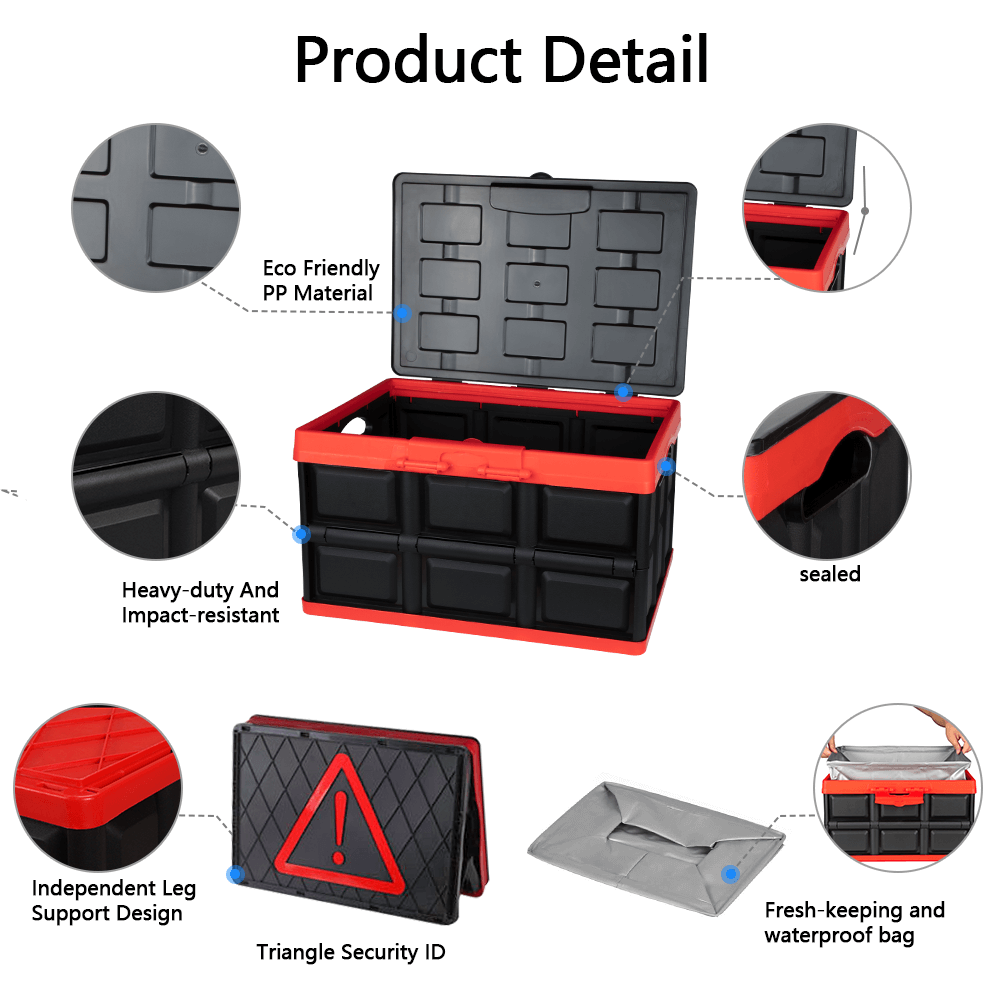 Product Detail
Eco Friendly
PP Material
Heavy-duty And
Impact-resistant
sealed
Independent Leg
Support Design
Triangle Security ID
Fresh-keeping and
waterproof bag